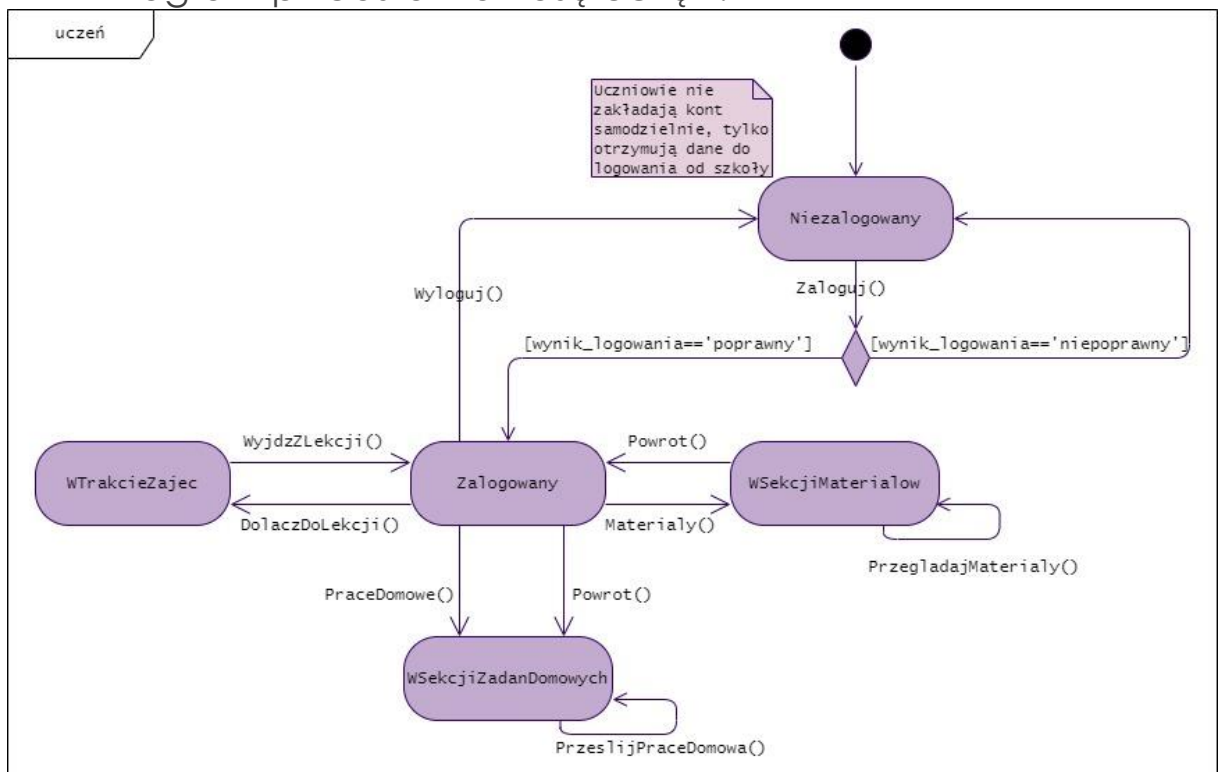 uczeń
Uczniowie nie
zakładają kont
samodzielnie, tylko
otrzymują dane do
logowania od szkoły
Niezalogowany
Wyloguj()
Zaloguj()
[wynik_logowania=='poprawny']
[wynik_logowania=='niepoprawny']
WyjdzZLekcji()
Powrot()
WTrakcieZajec
Zalogowany
WSekcjiMaterialow
DolaczDoLekcji()
Materialy()
PrzegladajMaterialy()
PraceDomowe()
Powrot()
WSekcjiZadanDomowych
PrzeslijPraceDomowa()